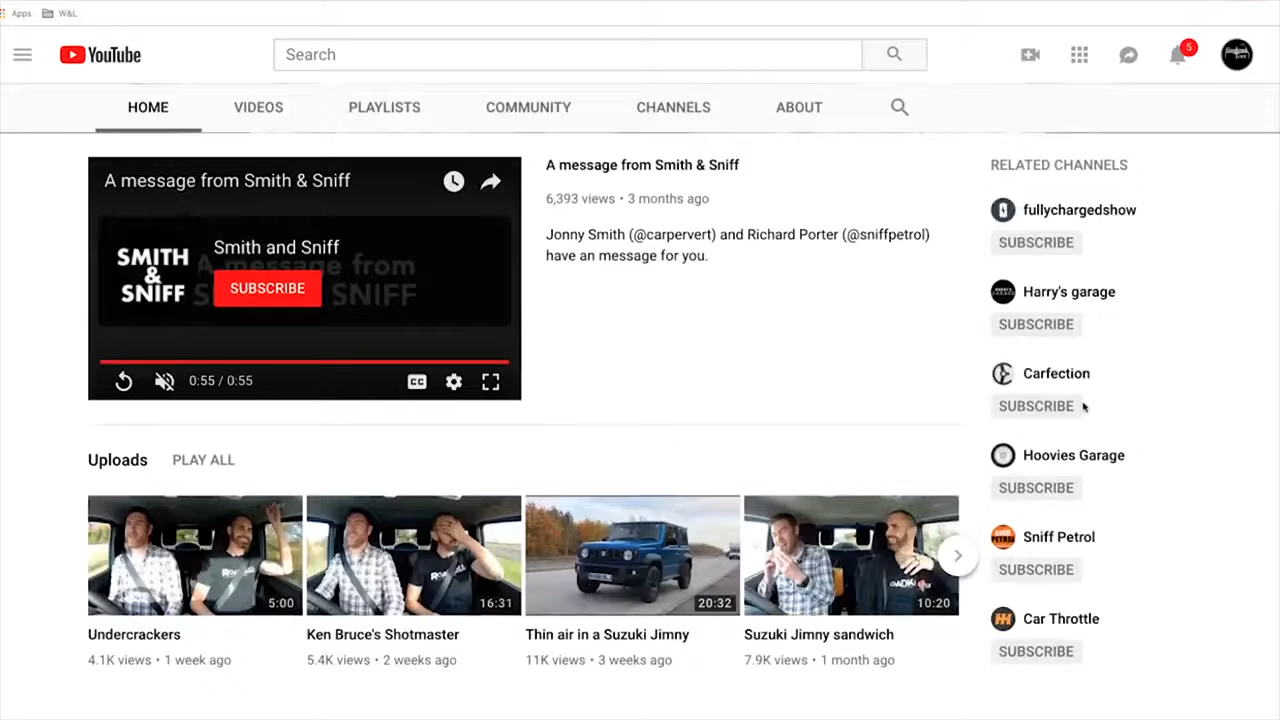 Apps W&L
YouTube Search 5
HOME VIDEOS PLAYLISTS COMMUNITY CHANNELS ABOUT
A message from Smith & Sniff
SMITH
&
SNIFF
Smith and Sniff
A message from
SUBSCRIBE
SNIFF
0:55 / 0:55
CC
A message from Smith & Sniff
6,393 views • 3 months ago
Jonny Smith (@carpervert) and Richard Porter (@sniffpetrol)
have an message for you.
Uploads PLAY ALL
5:00
Undercrackers
4.1K views • 1 week ago
16:31
Ken Bruce's Shotmaster
5.4K views • 2 weeks ago
20:32
Thin air in a Suzuki Jimny
11K views • 3 weeks ago
10:20
Suzuki Jimny sandwich
7.9K views • 1 month ago
RELATED CHANNELS
fullychargedshow
SUBSCRIBE
Harry's garage
SUBSCRIBE
Carfection
SUBSCRIBE
Hoovies Garage
SUBSCRIBE
Sniff Petrol
SUBSCRIBE
Car Throttle
SUBSCRIBE